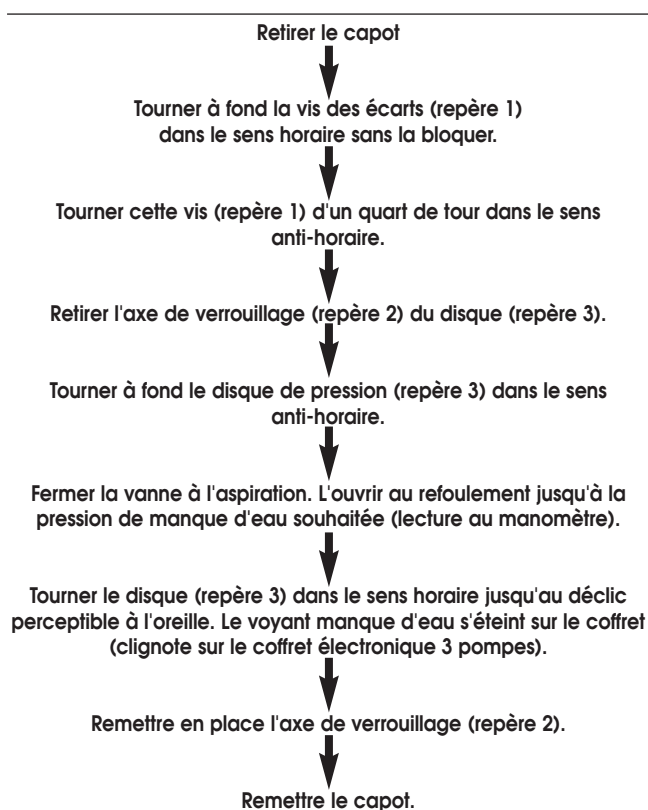 Retirer le capot
Tourner à fond la vis des écarts (repère 1)
dans le sens horaire sans la bloquer.
Tourner cette vis (repère 1) d'un quart de tour dans le sens
anti-horaire.
Retirer l'axe de verrouillage (repère 2) du disque (repère 3).
Tourner à fond le disque de pression (repère 3) dans le sens
anti-horaire.
Fermer la vanne à l'aspiration. L'ouvrir au refoulement jusqu'à la
pression de manque d'eau souhaitée (lecture au manomètre).
Tourner le disque (repère 3) dans le sens horaire jusqu'au déclic
perceptible à l'oreille. Le voyant manque d'eau s'éteint sur le coffret
(clignote sur le coffret électronique 3 pompes).
Remettre en place l'axe de verrouillage (repère 2).
Remettre le capot.